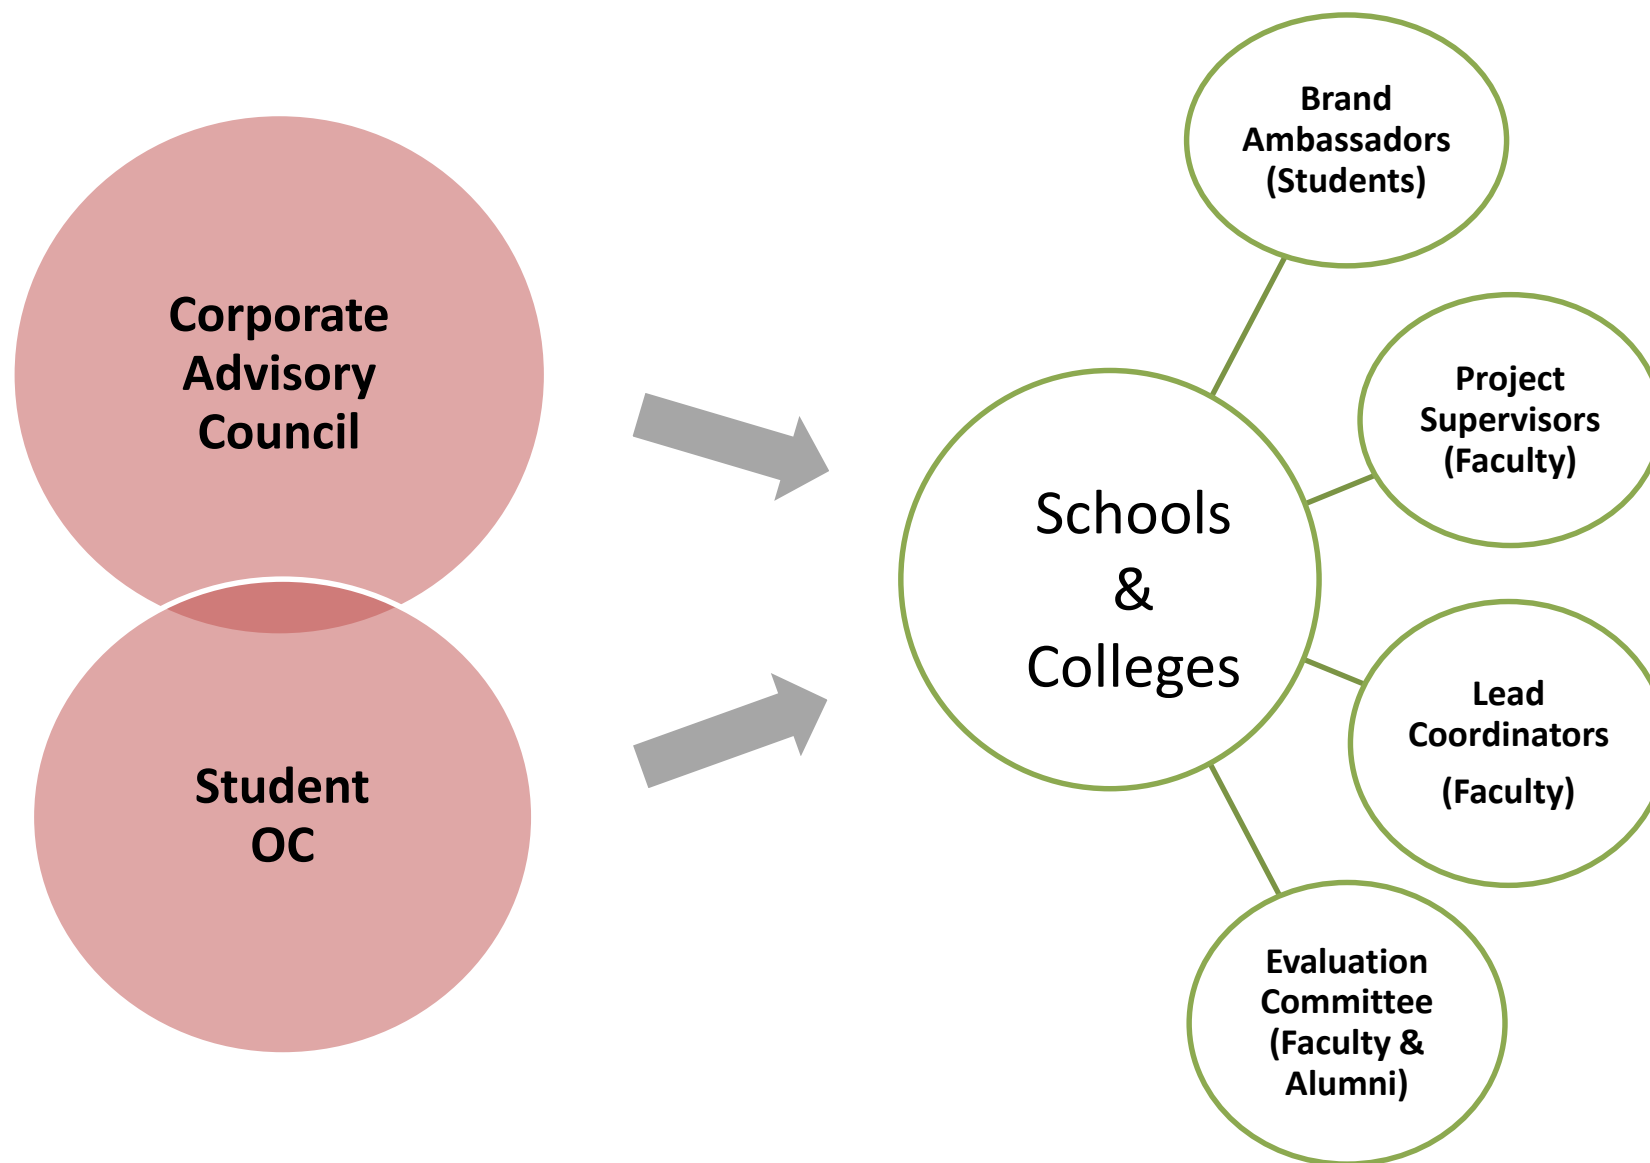 Corporate
Advisory
Council
Student
OC
Schools
&
Colleges
Brand
Ambassadors
(Students)
Project
Supervisors
(Faculty)
Lead
Coordinators
(Faculty)
Evaluation
Committee
(Faculty &
Alumni)